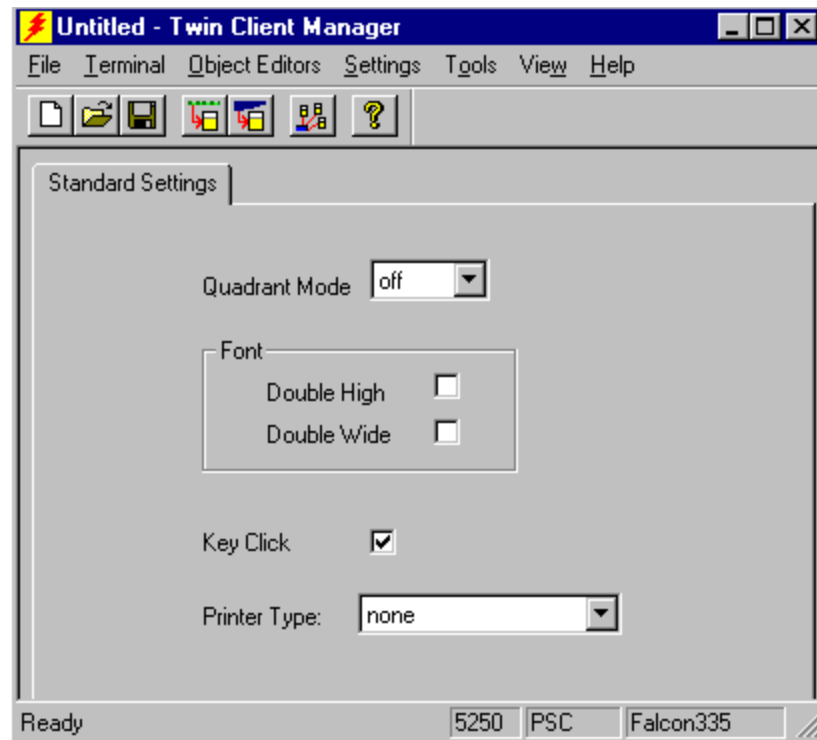 Untitled - Twin Client Manager
File Terminal Object Editors Settings Tools View Help
Standard Settings
Quadrant Mode off
Font
Double High
Double Wide
Key Click
Printer Type: none
Ready 5250 PSC Falcon335